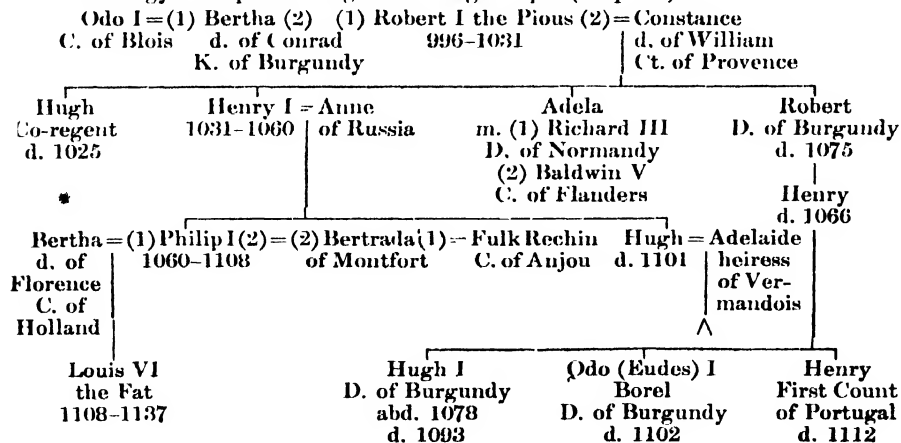 Odo I = (1) Bertha (2) (1) Robert I the Pious (2) = Constance
C. of Blois d. of Conrad 996–1031 d. of William
K. of Burgundy Ct. of Provence
Hugh Henry I = Anne Adela Robert
Co-regent 1031–1060 of Russia m. (1) Richard III D. of Burgundy
d. 1025 D. of Normandy d. 1075
(2) Baldwin V
C. of Flanders Henry
d. 1066
Bertha = (1) Philip I (2) = (2) Bertrada (1) – Fulk Rechin Hugh = Adelaide
d. of 1060–1108 of Montfort C. of Anjou d. 1101 heiress
Florence of Ver-
C. of mandois
Holland
Louis VI Hugh I Odo (Eudes) I Henry
the Fat D. of Burgundy Borel First Count
1108–1137 abd. 1078 D. of Burgundy of Portugal
d. 1093 d. 1102 d. 1112